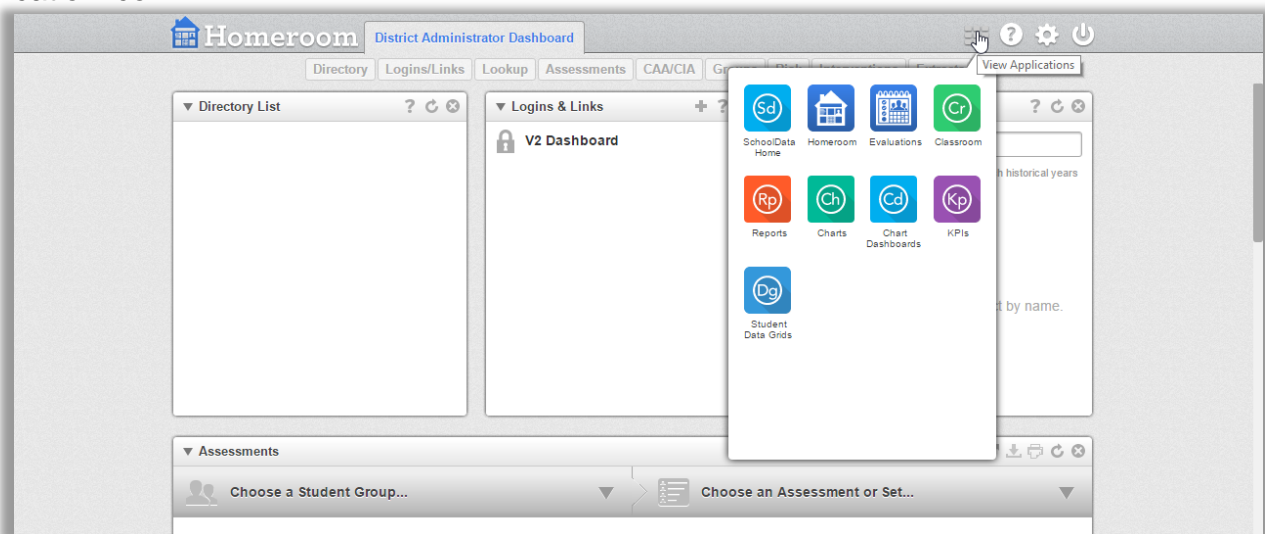 Homeroom
District Administrator Dashboard
?
View Applications
Directory
Logins/Links
Lookup
Assessments
CAA/CIA
Directory List
?
Logins & Links
+ ?
?
V2 Dashboard
Sd
Cr
SchoolData
Home
Homeroom
Evaluations
Classroom
h historical years
Rp
Ch
Cd
Kp
Reports
Charts
Chart
Dashboards
KPIs
Dg
Student
Data Grids
t by name.
Assessments
Choose a Student Group...
Choose an Assessment or Set...